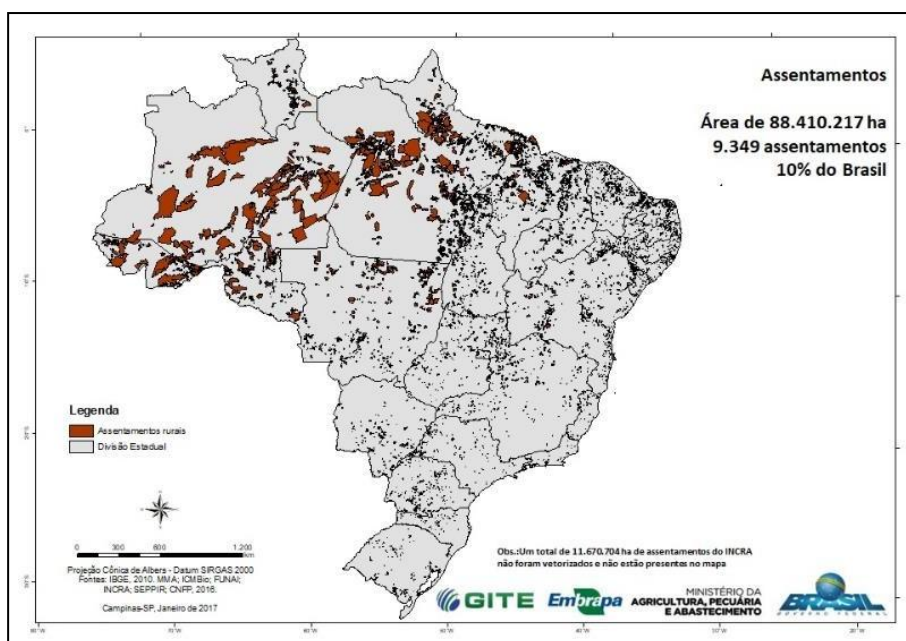 Assentamentos
Área de 88.410.217 ha
9.349 assentamentos
10% do Brasil
Legenda
Assentamentos rurais
Divisão Estadual
0 300 600 1.200
km
Projeção Cônica de Albers - Datum SIRGAS 2000
Fontes: IBGE, 2010. MMA; ICMBio; FUNAI;
INCRA; SEPPIR; CNFP, 2016.
Campinas-SP, Janeiro de 2017
Obs.:Um total de 11.670.704 ha de assentamentos do INCRA
não foram vetorizados e não estão presentes no mapa
GITE
Embrapa
MINISTÉRIO DA
AGRICULTURA, PECUÁRIA
E ABASTECIMENTO
BRASIL
GOVERNO FEDERAL